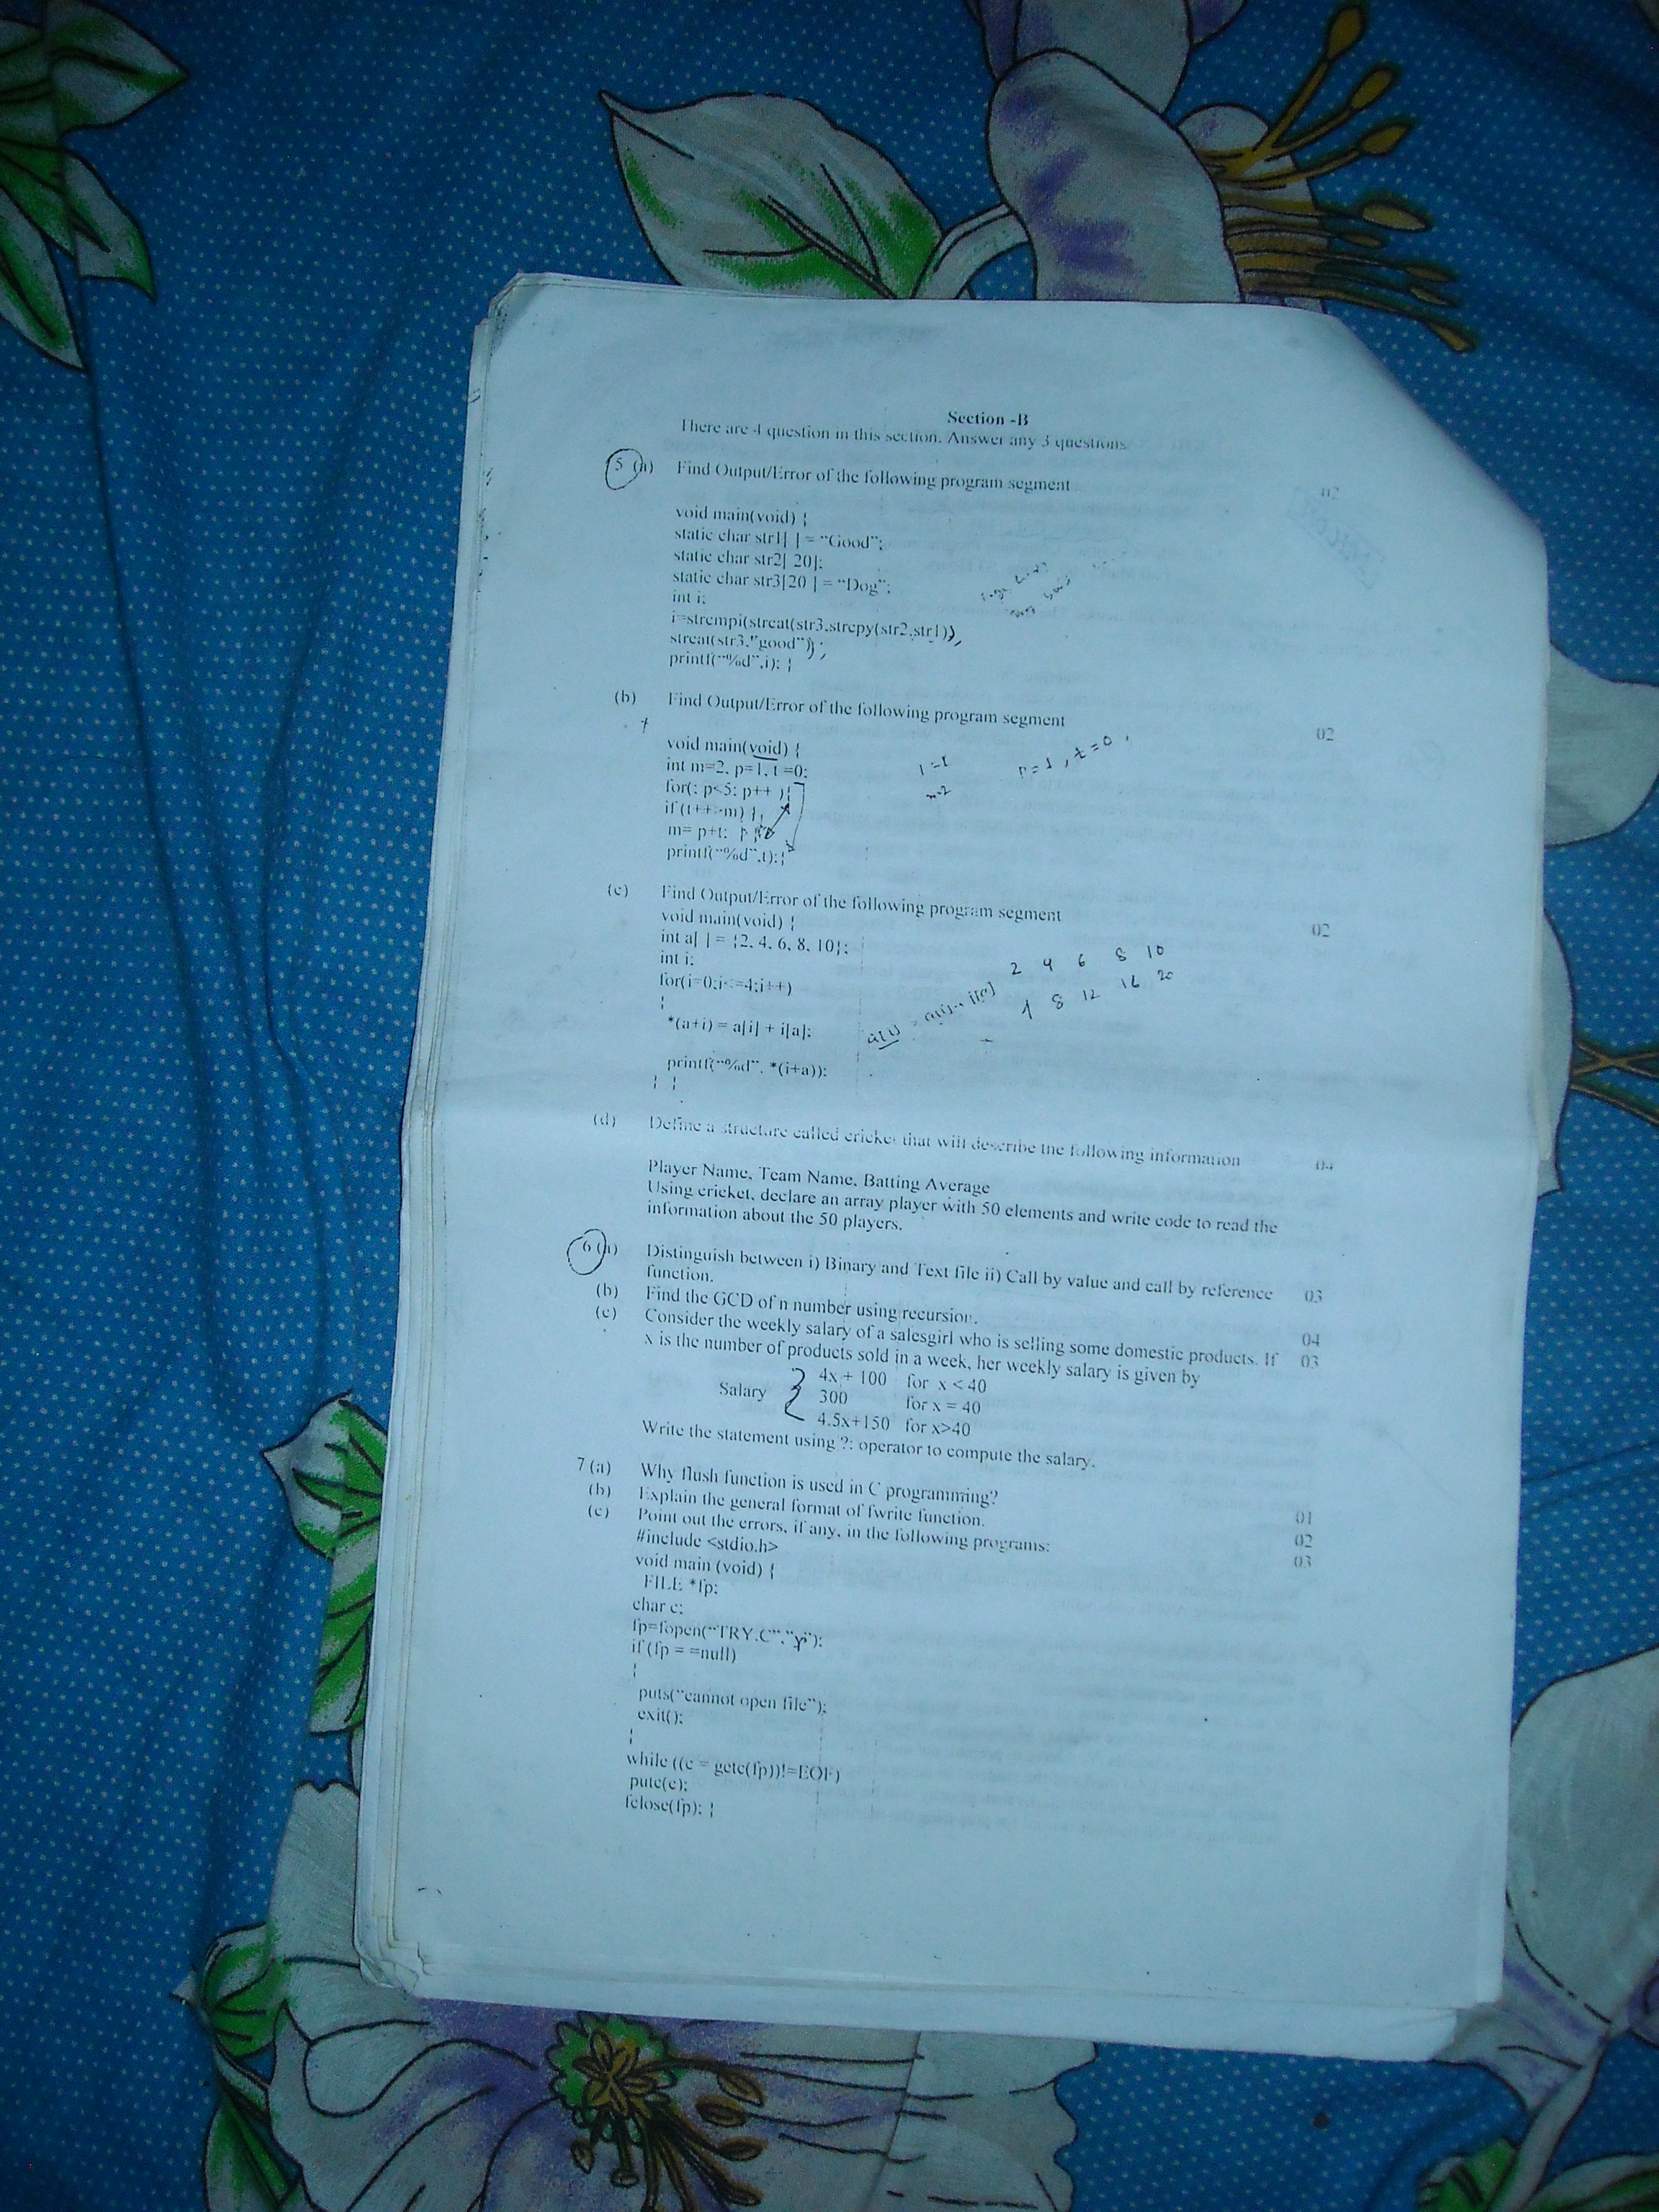 Section -B
There are 4 question in this section. Answer any 3 questions
5 (a) Find Output/Error of the following program segment 02
void main(void) {
static char str1[ ] = "Good";
static char str2[ 20];
static char str3[20 ] = "Dog";
int i;
i=strcmpi(strcat(str3,strcpy(str2,str1)),
strcat(str3,"good"));
printf("%d",i); }
(b) Find Output/Error of the following program segment 02
void main(void) {
int m=2, p=1, t =0;
for(; p<5; p++ ){
if (t++>m) {
m= p+t; }
printf("%d",t);}
i=1
m=2
P=1, t=0,
(c) Find Output/Error of the following program segment 02
void main(void) {
int a[ ] = {2, 4, 6, 8, 10};
int i;
for(i=0;i<=4;i++)
{
*(a+i) = a[i] + i[a];
printf("%d", *(i+a));
} }
2 4 6 8 10
4 8 12 16 20
a[i] = a[i] + i[a]
(d) Define a structure called cricket that will describe the following information 04
Player Name, Team Name, Batting Average
Using cricket, declare an array player with 50 elements and write code to read the
information about the 50 players.
6 (a) Distinguish between i) Binary and Text file ii) Call by value and call by reference 03
function.
(b) Find the GCD of n number using recursion. 04
(c) Consider the weekly salary of a salesgirl who is selling some domestic products. If 03
x is the number of products sold in a week, her weekly salary is given by
4x + 100 for x < 40
Salary { 300 for x = 40
4.5x+150 for x>40
Write the statement using ?: operator to compute the salary.
7 (a) Why flush function is used in C programming? 01
(b) Explain the general format of fwrite function. 02
(c) Point out the errors, if any, in the following programs: 03
#include <stdio.h>
void main (void) {
FILE *fp;
char c;
fp=fopen("TRY.C","r");
if (fp = =null)
{
puts("cannot open file");
exit();
}
while ((c = getc(fp))!=EOF)
putc(c);
fclose(fp); }